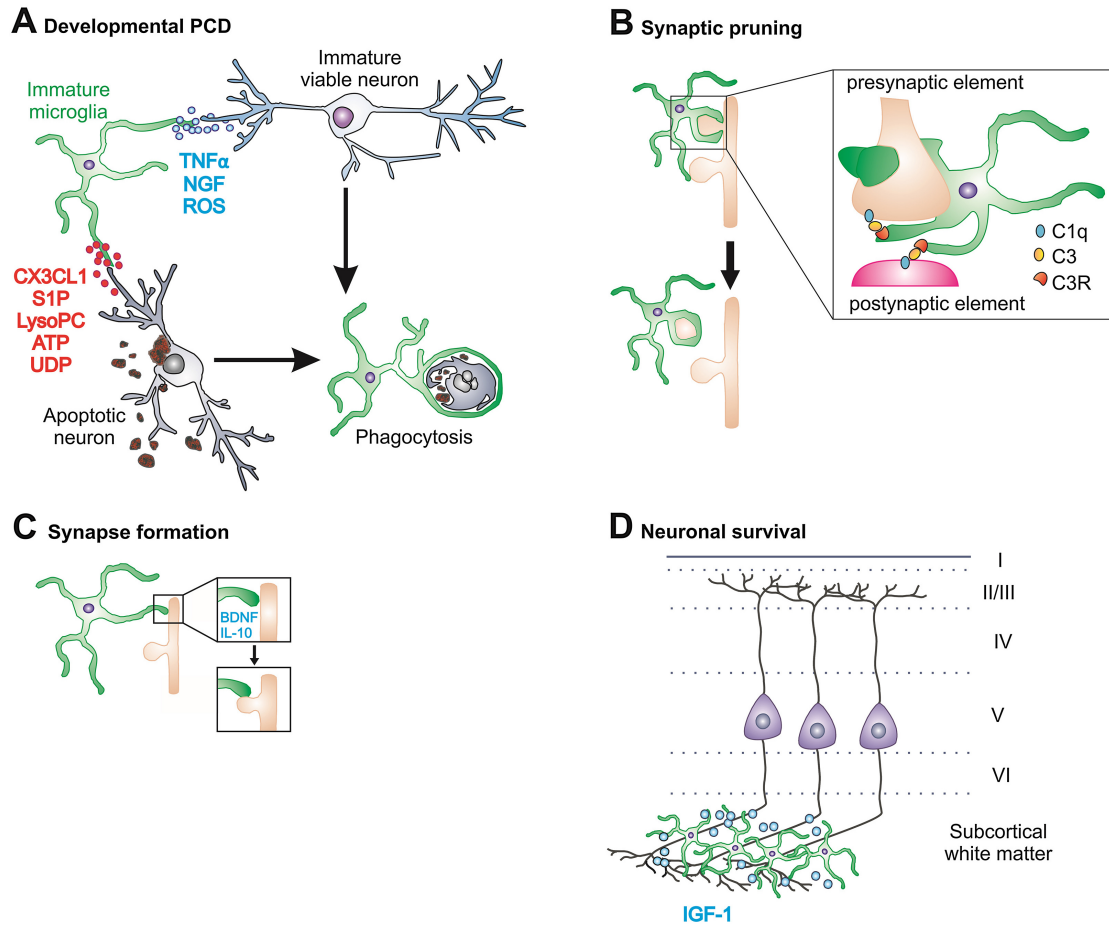 A Developmental PCD
Immature
viable neuron
Immature
microglia
TNFα
NGF
ROS
CX3CL1
S1P
LysoPC
ATP
UDP
Apoptotic
neuron
Phagocytosis
B Synaptic pruning
presynaptic element
C1q
C3
C3R
postynaptic element
C Synapse formation
BDNF
IL-10
D Neuronal survival
I
II/III
IV
V
VI
Subcortical
white matter
IGF-1